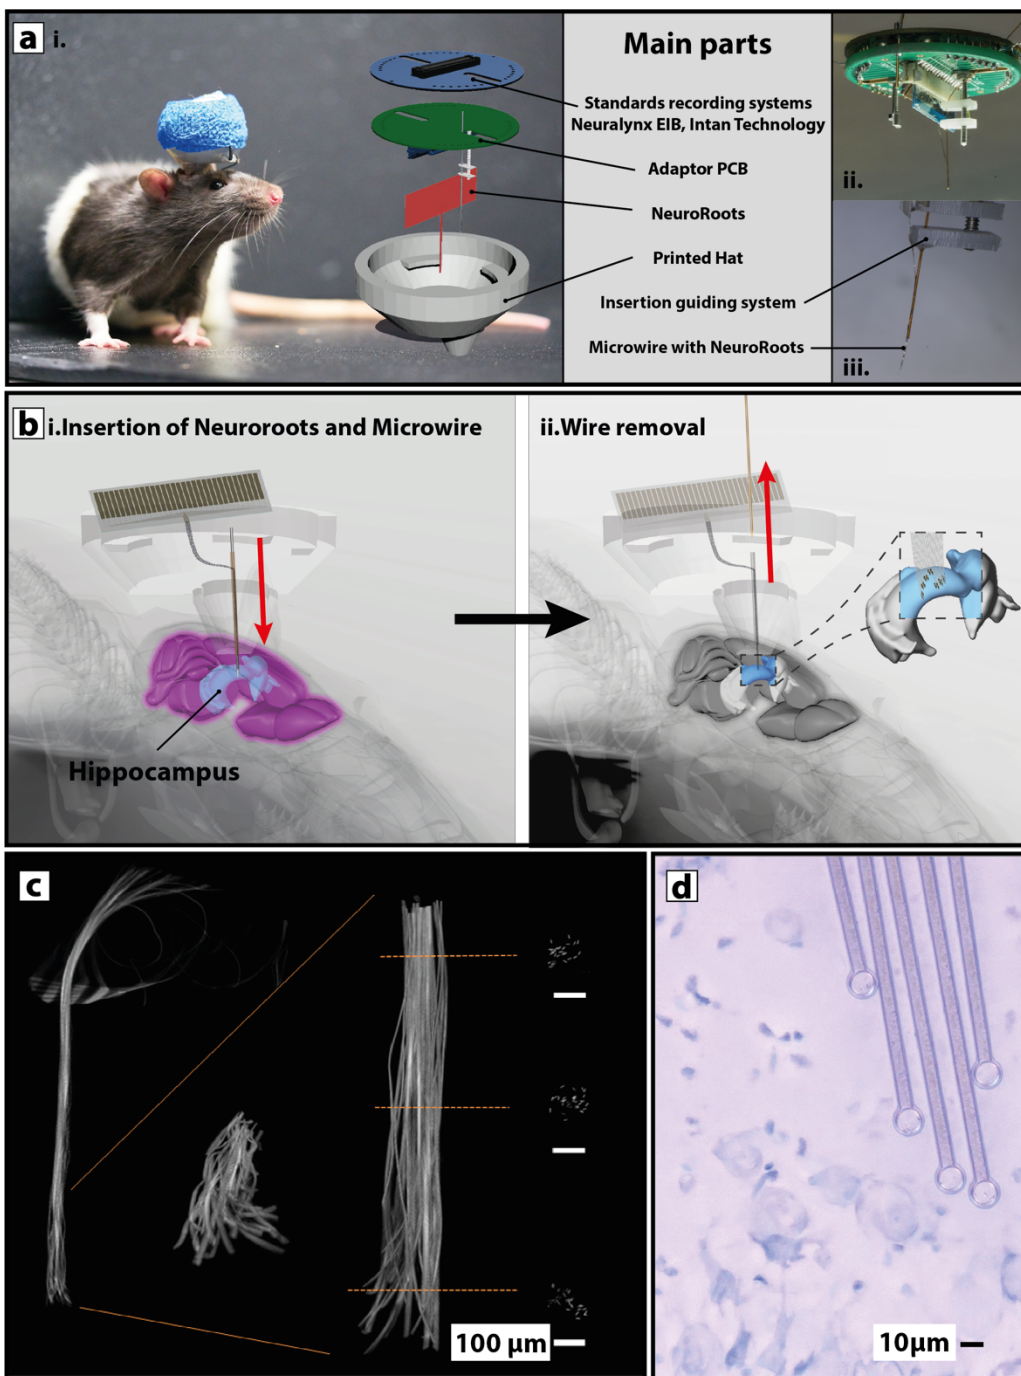 a i.
Main parts
Standards recording systems
Neuralynx EIB, Intan Technology
Adaptor PCB
NeuroRoots
Printed Hat
Insertion guiding system
Microwire with NeuroRoots
ii.
iii.
b i.Insertion of Neuroroots and Microwire
ii.Wire removal
Hippocampus
c
100 µm
d
10µm